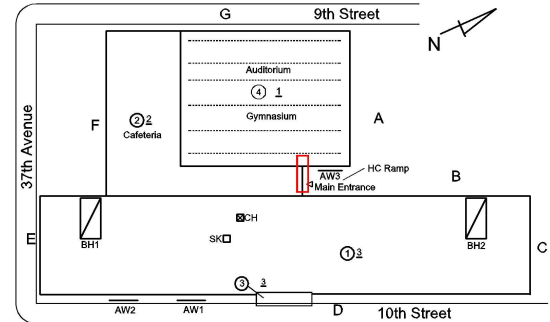 G 9th Street
N
Auditorium
④ 1
② 2
Gymnasium
A
F
Cafeteria
37th Avenue
HC Ramp
AW3
B
Main Entrance
CH
E
SK
BH1
BH2
① 3
C
③ 3
D 10th Street
AW2
AW1